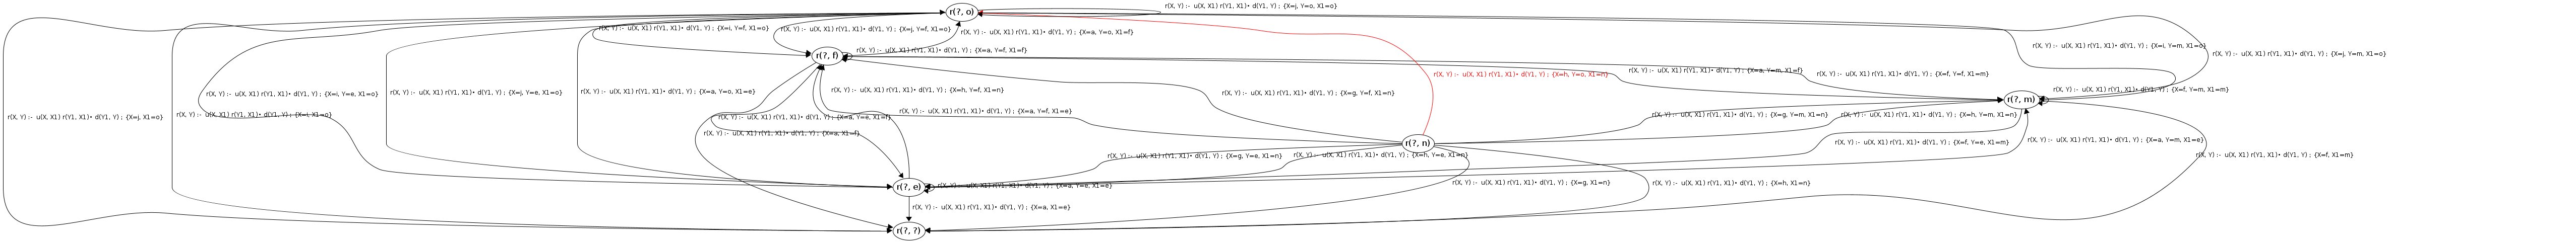 r(X, Y) :- u(X, X1) r(Y1, X1)• d(Y1, Y) ; {X=j, Y=o, X1=o}
r(?, o)
r(X, Y) :- u(X, X1) r(Y1, X1)• d(Y1, Y) ; {X=i, Y=f, X1=o}
r(X, Y) :- u(X, X1) r(Y1, X1)• d(Y1, Y) ; {X=j, Y=f, X1=o}
r(X, Y) :- u(X, X1) r(Y1, X1)• d(Y1, Y) ; {X=a, Y=o, X1=f}
r(X, Y) :- u(X, X1) r(Y1, X1)• d(Y1, Y) ; {X=i, Y=m, X1=o}
r(X, Y) :- u(X, X1) r(Y1, X1)• d(Y1, Y) ; {X=a, Y=f, X1=f}
r(?, f)
r(X, Y) :- u(X, X1) r(Y1, X1)• d(Y1, Y) ; {X=j, Y=m, X1=o}
r(X, Y) :- u(X, X1) r(Y1, X1)• d(Y1, Y) ; {X=h, Y=o, X1=n}
r(X, Y) :- u(X, X1) r(Y1, X1)• d(Y1, Y) ; {X=a, Y=m, X1=f}
r(X, Y) :- u(X, X1) r(Y1, X1)• d(Y1, Y) ; {X=f, Y=f, X1=m}
r(X, Y) :- u(X, X1) r(Y1, X1)• d(Y1, Y) ; {X=i, Y=e, X1=o}
r(X, Y) :- u(X, X1) r(Y1, X1)• d(Y1, Y) ; {X=j, Y=e, X1=o}
r(X, Y) :- u(X, X1) r(Y1, X1)• d(Y1, Y) ; {X=a, Y=o, X1=e}
r(X, Y) :- u(X, X1) r(Y1, X1)• d(Y1, Y) ; {X=h, Y=f, X1=n}
r(X, Y) :- u(X, X1) r(Y1, X1)• d(Y1, Y) ; {X=g, Y=f, X1=n}
r(X, Y) :- u(X, X1) r(Y1, X1)• d(Y1, Y) ; {X=f, Y=m, X1=m}
r(?, m)
r(X, Y) :- u(X, X1) r(Y1, X1)• d(Y1, Y) ; {X=j, X1=o}
r(X, Y) :- u(X, X1) r(Y1, X1)• d(Y1, Y) ; {X=i, X1=o}
r(X, Y) :- u(X, X1) r(Y1, X1)• d(Y1, Y) ; {X=a, Y=e, X1=f}
r(X, Y) :- u(X, X1) r(Y1, X1)• d(Y1, Y) ; {X=a, Y=f, X1=e}
r(X, Y) :- u(X, X1) r(Y1, X1)• d(Y1, Y) ; {X=g, Y=m, X1=n}
r(X, Y) :- u(X, X1) r(Y1, X1)• d(Y1, Y) ; {X=h, Y=m, X1=n}
r(X, Y) :- u(X, X1) r(Y1, X1)• d(Y1, Y) ; {X=a, X1=f}
r(?, n)
r(X, Y) :- u(X, X1) r(Y1, X1)• d(Y1, Y) ; {X=f, Y=e, X1=m}
r(X, Y) :- u(X, X1) r(Y1, X1)• d(Y1, Y) ; {X=a, Y=m, X1=e}
r(X, Y) :- u(X, X1) r(Y1, X1)• d(Y1, Y) ; {X=g, Y=e, X1=n}
r(X, Y) :- u(X, X1) r(Y1, X1)• d(Y1, Y) ; {X=h, Y=e, X1=n}
r(X, Y) :- u(X, X1) r(Y1, X1)• d(Y1, Y) ; {X=f, X1=m}
r(?, e)
r(X, Y) :- u(X, X1) r(Y1, X1)• d(Y1, Y) ; {X=a, Y=e, X1=e}
r(X, Y) :- u(X, X1) r(Y1, X1)• d(Y1, Y) ; {X=g, X1=n}
r(X, Y) :- u(X, X1) r(Y1, X1)• d(Y1, Y) ; {X=h, X1=n}
r(X, Y) :- u(X, X1) r(Y1, X1)• d(Y1, Y) ; {X=a, X1=e}
r(?, ?)